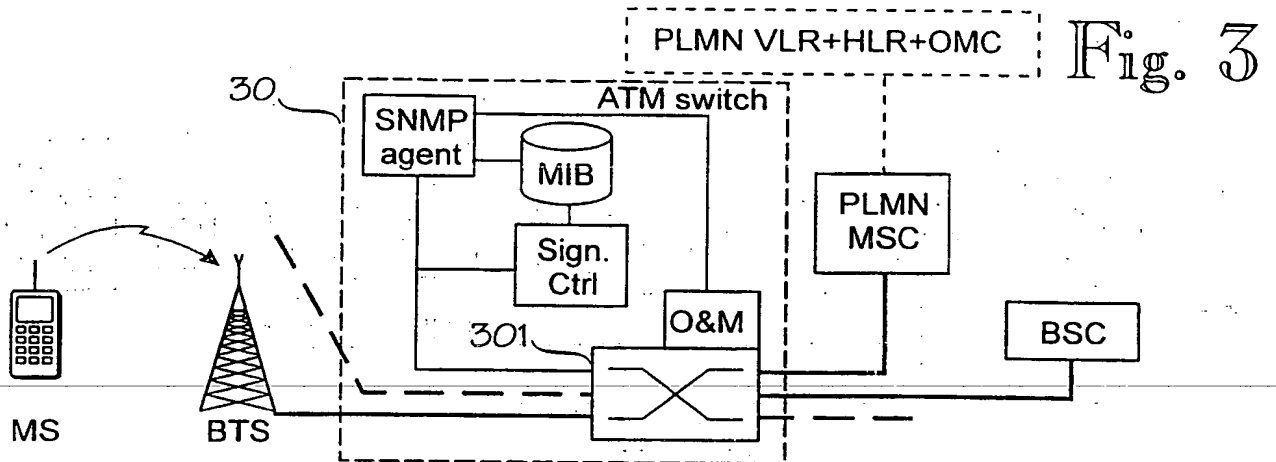 PLMN VLR+HLR+OMC
Fig. 3
30
ATM switch
SNMP
agent
MIB
PLMN
MSC
Sign.
Ctrl
O&M
BSC
301
MS
BTS